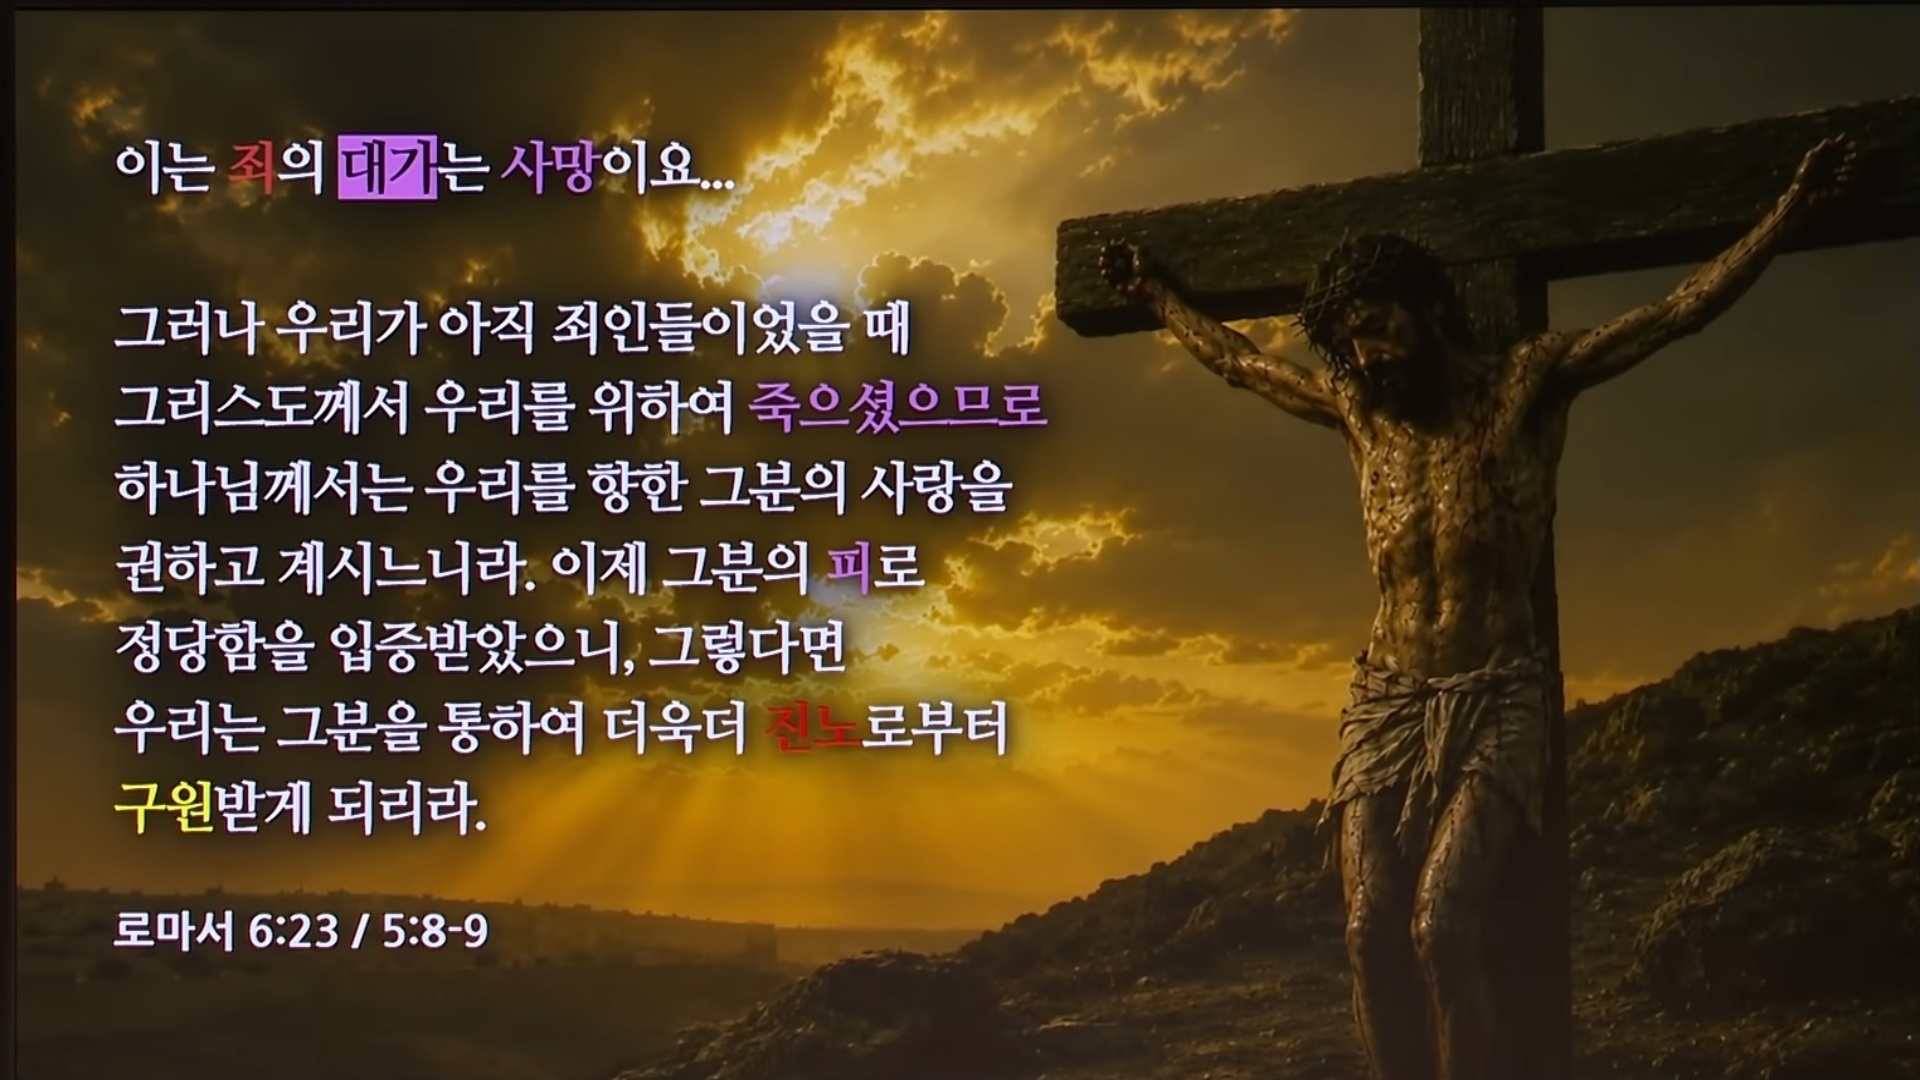 이는 죄의 대가는 사망이요...
그러나 우리가 아직 죄인들이었을 때
그리스도께서 우리를 위하여 죽으셨으므로
하나님께서는 우리를 향한 그분의 사랑을
권하고 계시느니라. 이제 그분의 피로
정당함을 입증받았으니, 그렇다면
우리는 그분을 통하여 더욱더 진노로부터
구원받게 되리라.
로마서 6:23 / 5:8-9